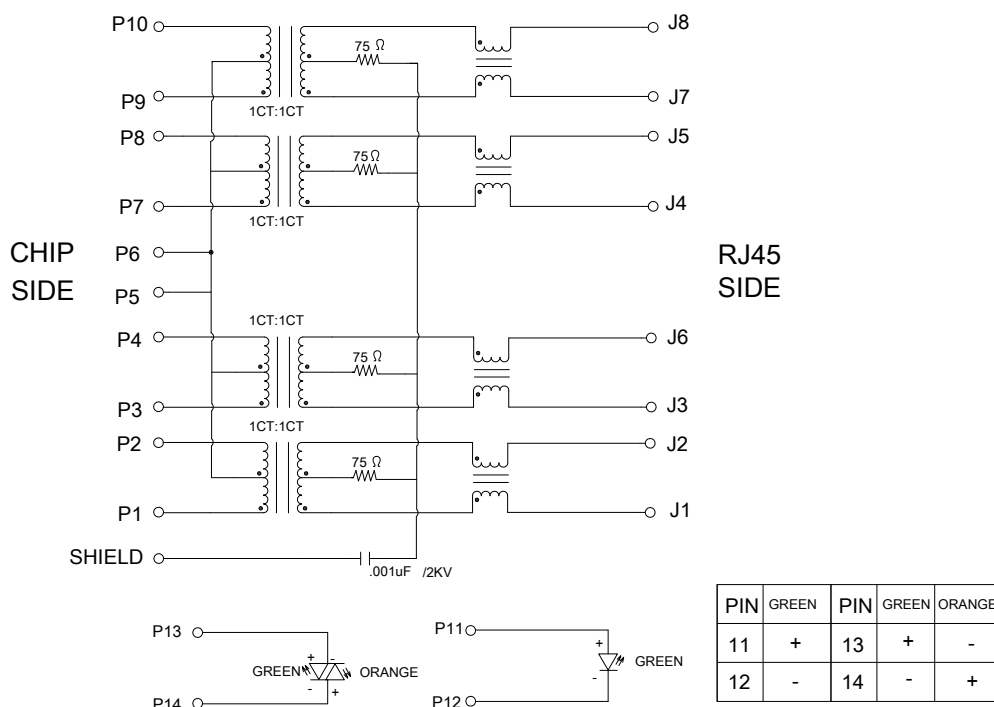 P10
J8
75 Ω
P9
J7
1CT:1CT
P8
J5
75 Ω
P7
J4
1CT:1CT
CHIP
SIDE
P6
P5
RJ45
SIDE
1CT:1CT
P4
J6
75 Ω
P3
J3
1CT:1CT
P2
J2
75 Ω
P1
J1
SHIELD
.001uF /2KV
P13
+ -
GREEN ORANGE
- +
P14
P11
+
GREEN
-
P12
PIN GREEN PIN GREEN ORANGE
11 + 13 + -
12 - 14 - +